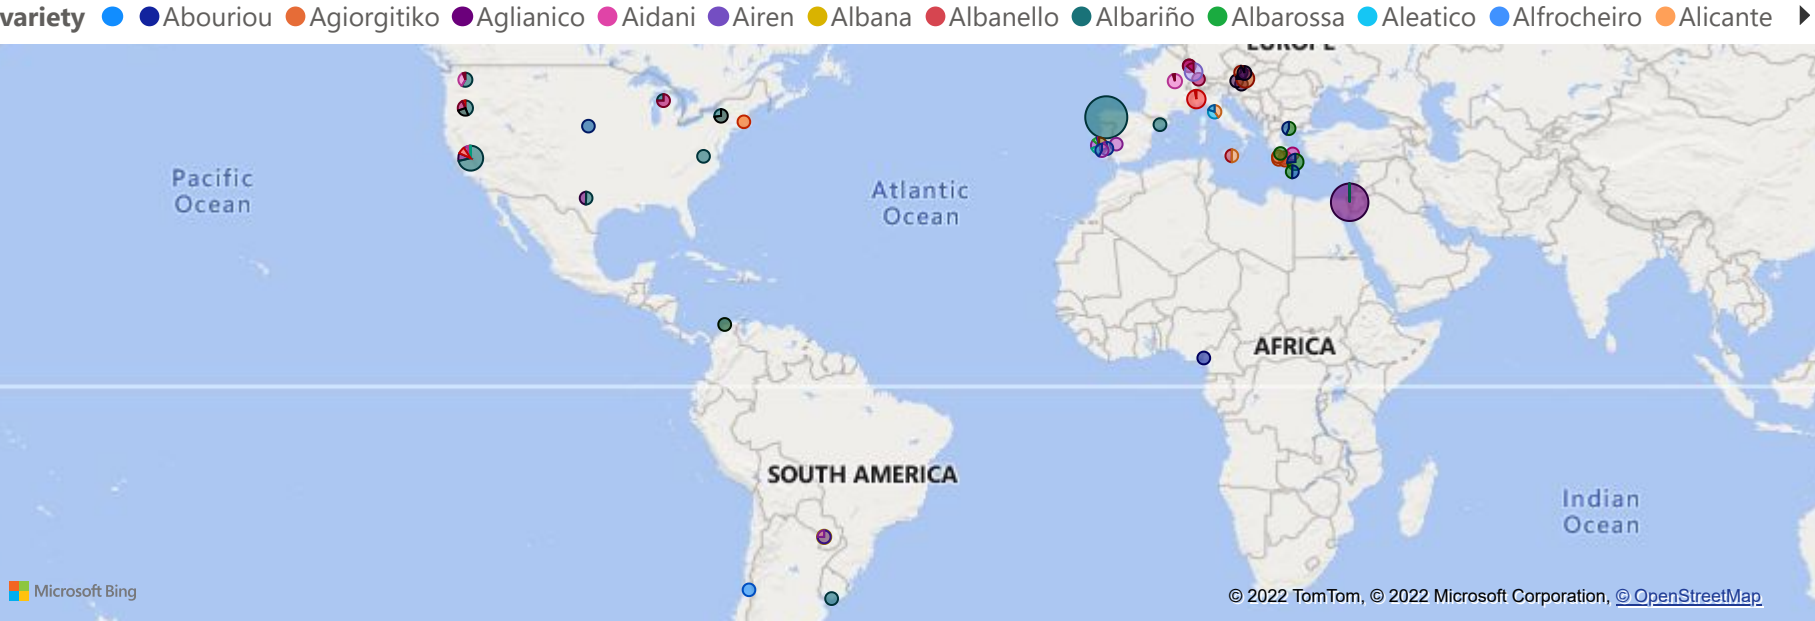 variety Abouriou Agiorgitiko Aglianico Aidani Airen Albana Albanello Albariño Albarossa Aleatico Alfrocheiro Alicante
EUROPE
Pacific
Ocean
Atlantic
Ocean
AFRICA
SOUTH AMERICA
Indian
Ocean
Microsoft Bing
© 2022 TomTom, © 2022 Microsoft Corporation, © OpenStreetMap